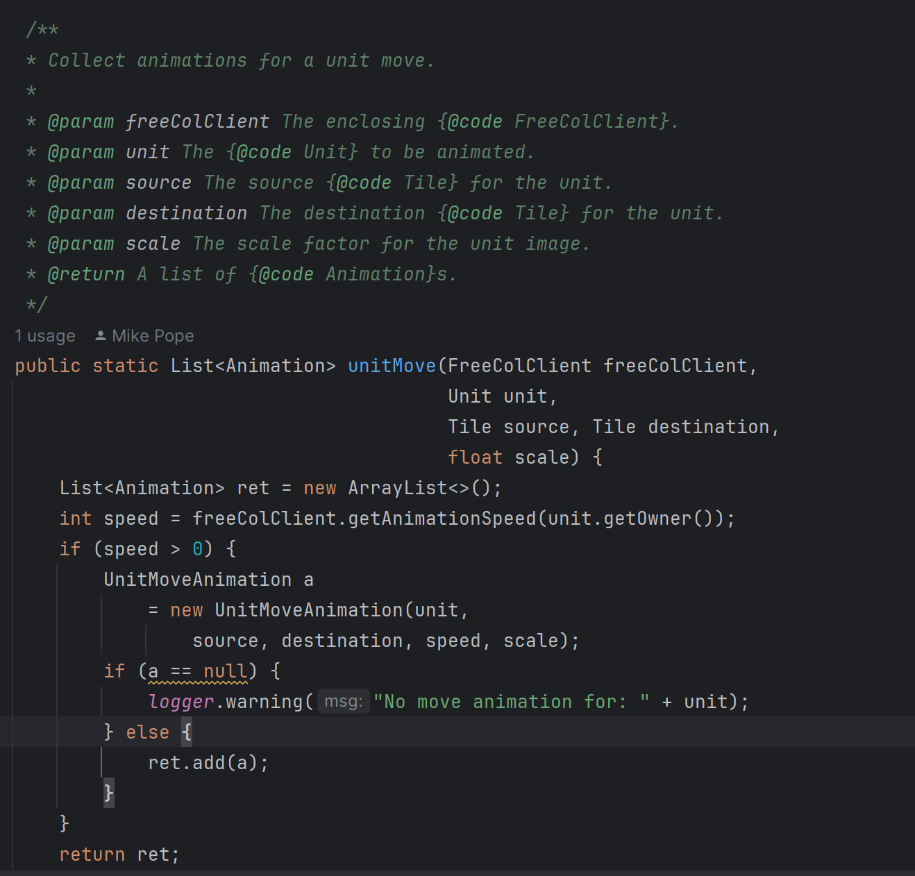 /**
* Collect animations for a unit move.
*
* @param freeColClient The enclosing {@code FreeColClient}.
* @param unit The {@code Unit} to be animated.
* @param source The source {@code Tile} for the unit.
* @param destination The destination {@code Tile} for the unit.
* @param scale The scale factor for the unit image.
* @return A list of {@code Animation}s.
*/
1 usage Mike Pope
public static List<Animation> unitMove(FreeColClient freeColClient,
Unit unit,
Tile source, Tile destination,
float scale) {
List<Animation> ret = new ArrayList<>();
int speed = freeColClient.getAnimationSpeed(unit.getOwner());
if (speed > 0) {
UnitMoveAnimation a
= new UnitMoveAnimation(unit,
source, destination, speed, scale);
if (a == null) {
logger.warning( msg: "No move animation for: " + unit);
} else {
ret.add(a);
}
}
return ret;